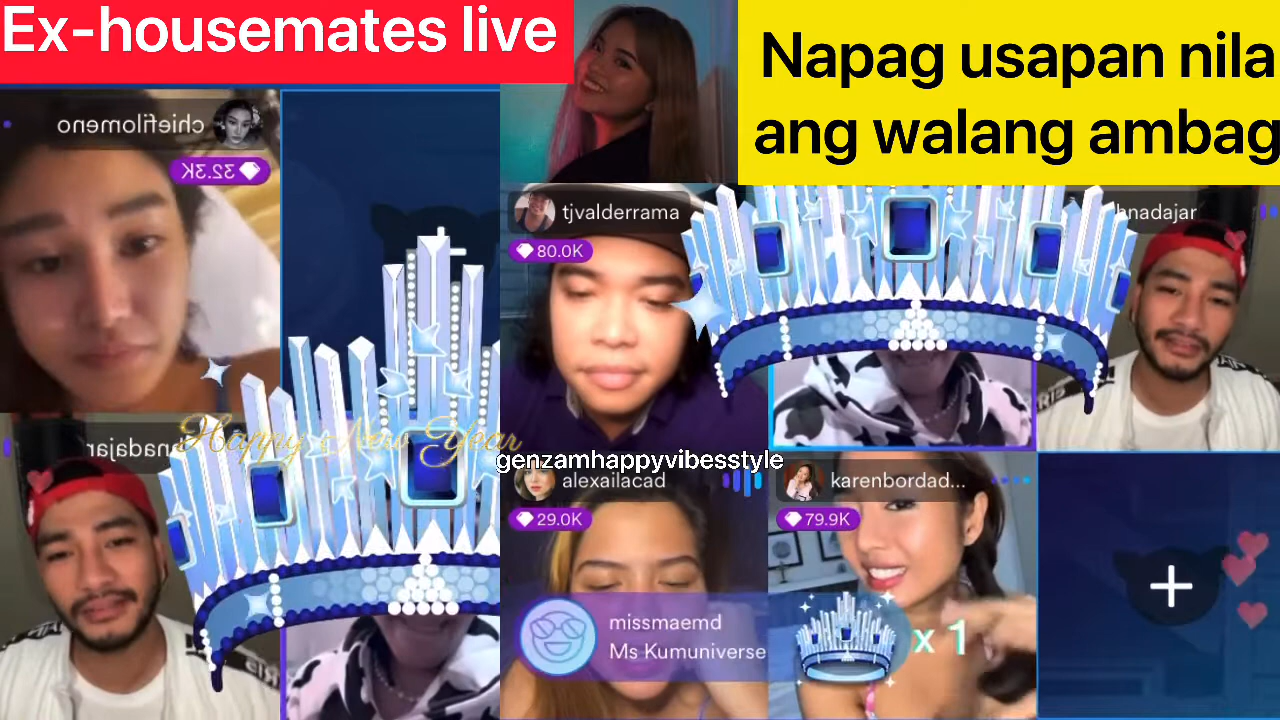 Ex-housemates live
Napag usapan nila
ang walang ambag
chiefilomeno
32.3K
tjvalderrama
80.0K
hnadajar
nadajar
Happy New Year
genzamhappyvibesstyle
alexailacad
29.0K
karenbordad...
79.9K
missmaemd
Ms Kumuniverse
x 1